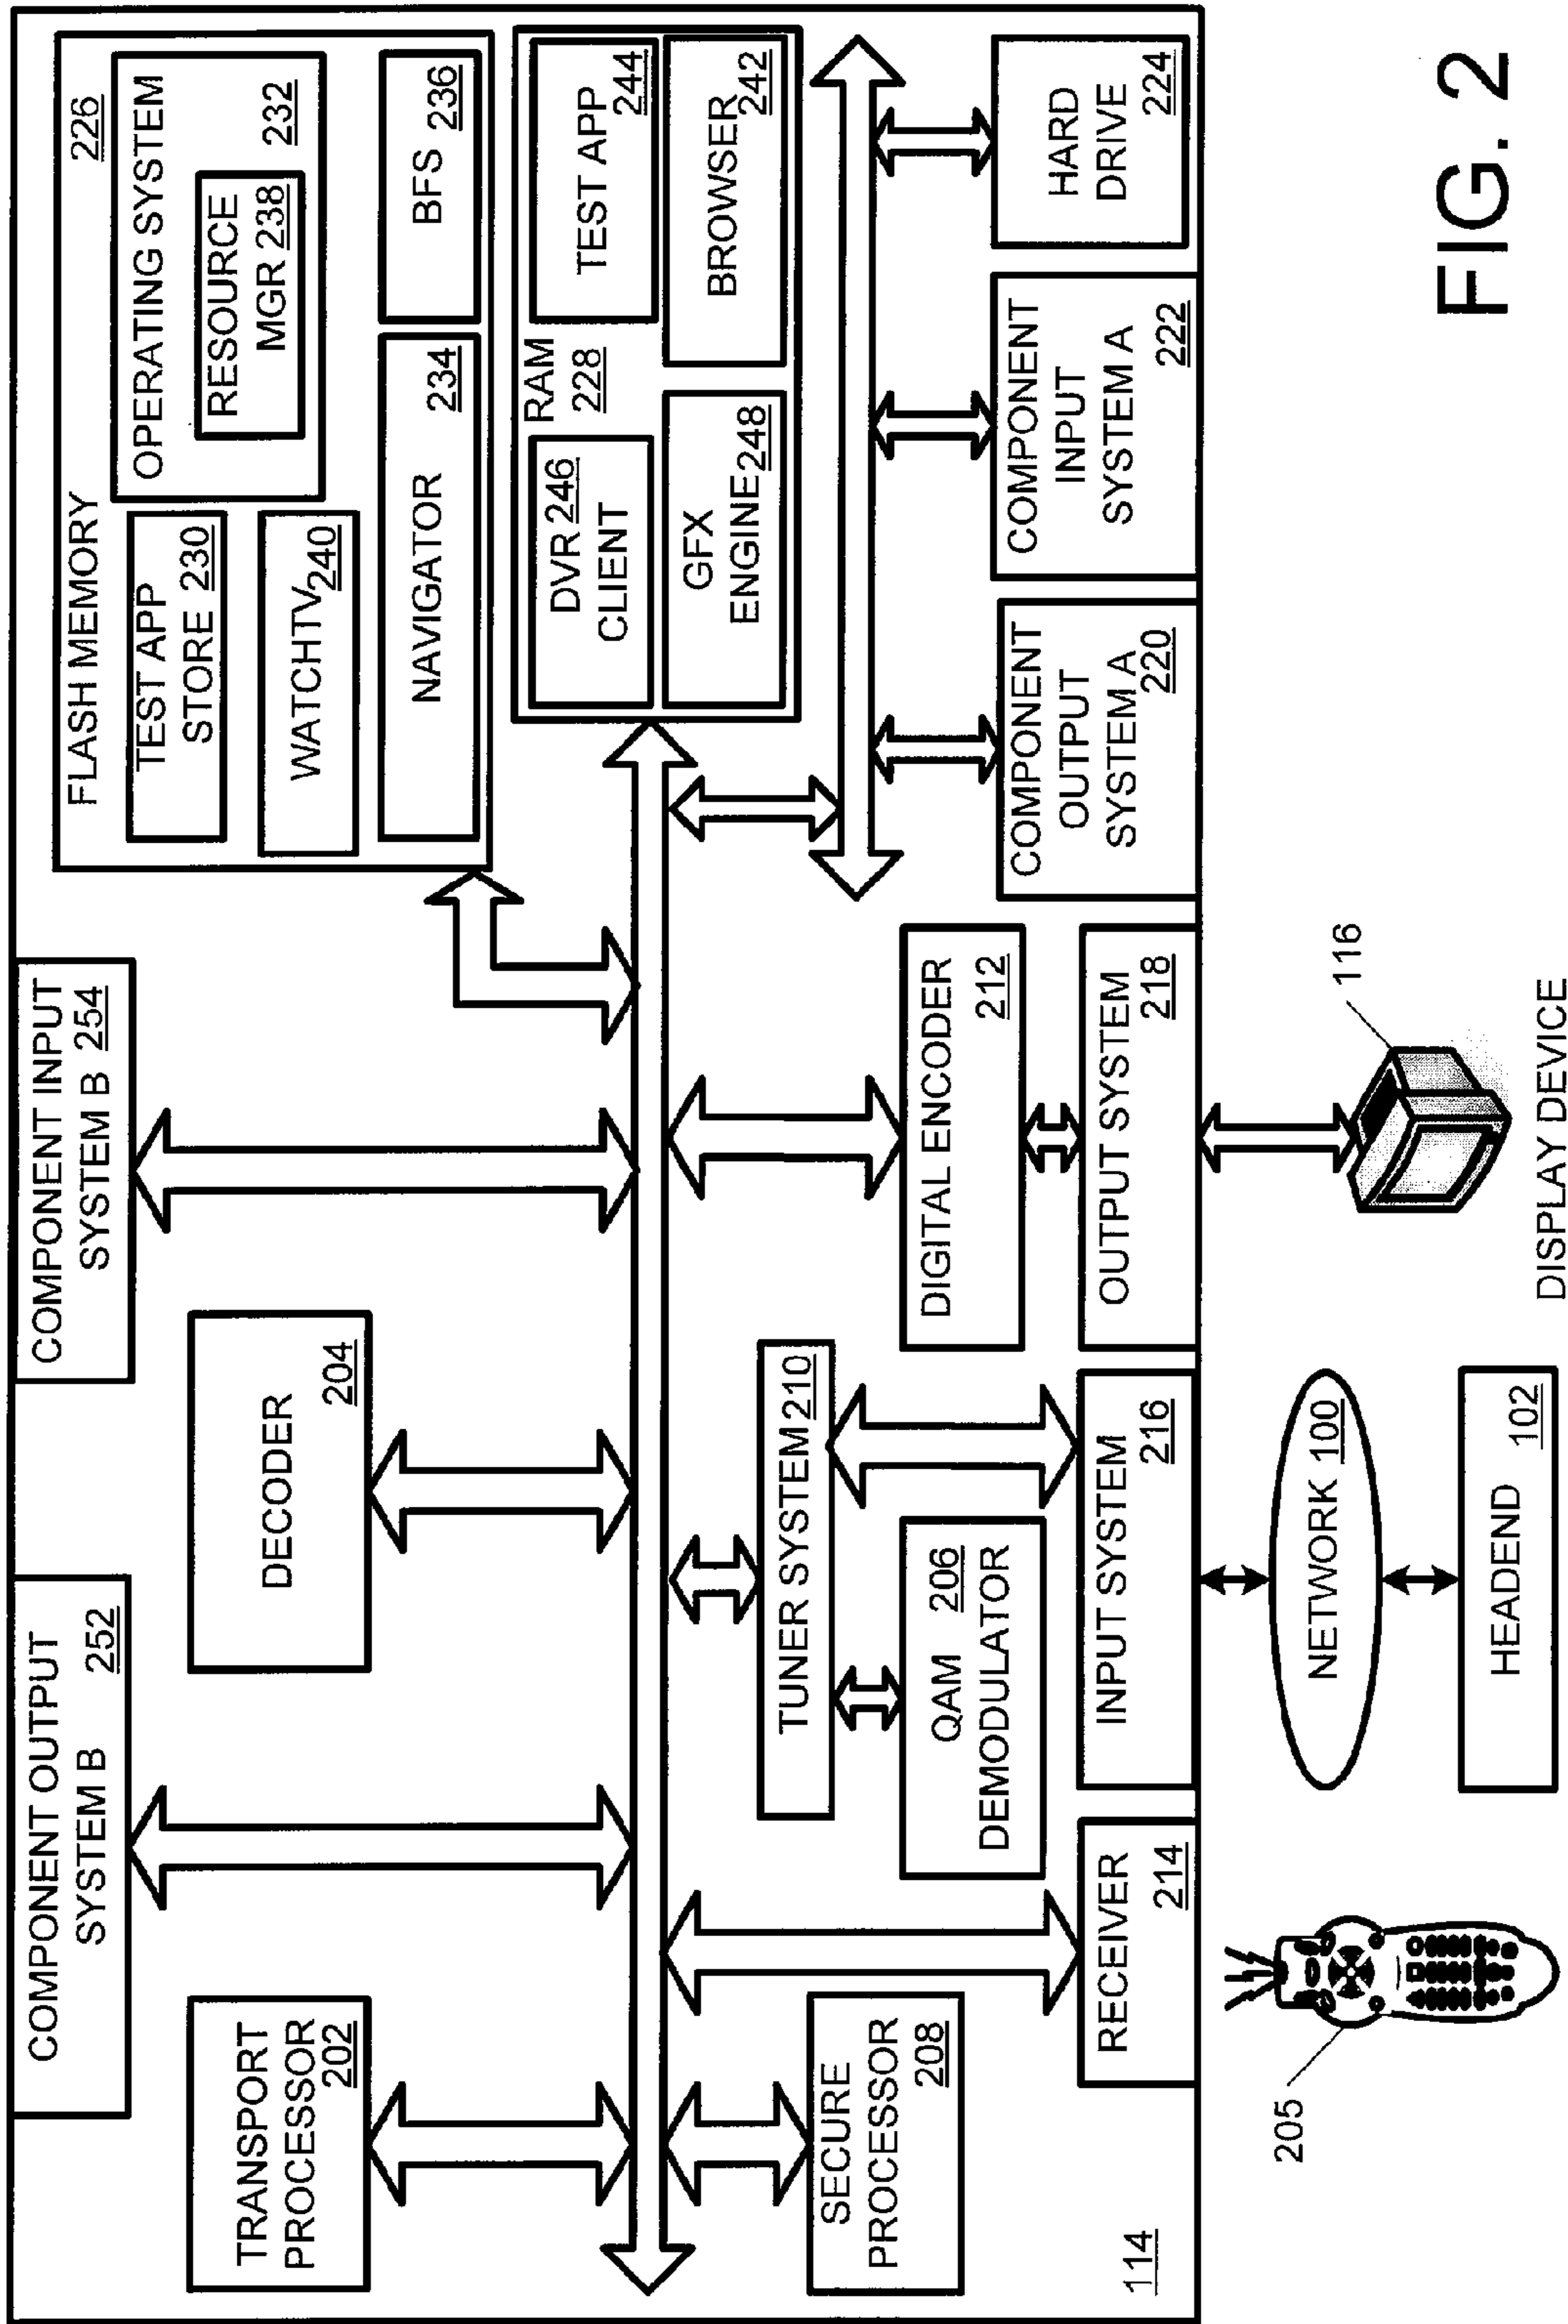 COMPONENT OUTPUT
SYSTEM B
252
COMPONENT INPUT
SYSTEM B 254
FLASH MEMORY
226
TEST APP
STORE 230
OPERATING SYSTEM
232
RESOURCE
MGR 238
WATCHTV 240
NAVIGATOR
234
BFS
236
TRANSPORT
PROCESSOR
202
DECODER
204
RAM
228
DVR 246
CLIENT
TEST APP
244
GFX
ENGINE 248
BROWSER
242
SECURE
PROCESSOR
208
TUNER SYSTEM 210
QAM 206
DEMODULATOR
DIGITAL ENCODER
212
RECEIVER
214
INPUT SYSTEM
216
OUTPUT SYSTEM
218
COMPONENT
OUTPUT
SYSTEM A
220
COMPONENT
INPUT
SYSTEM A
222
HARD
DRIVE
224
114
205
NETWORK 100
HEADEND
102
116
DISPLAY DEVICE
FIG. 2